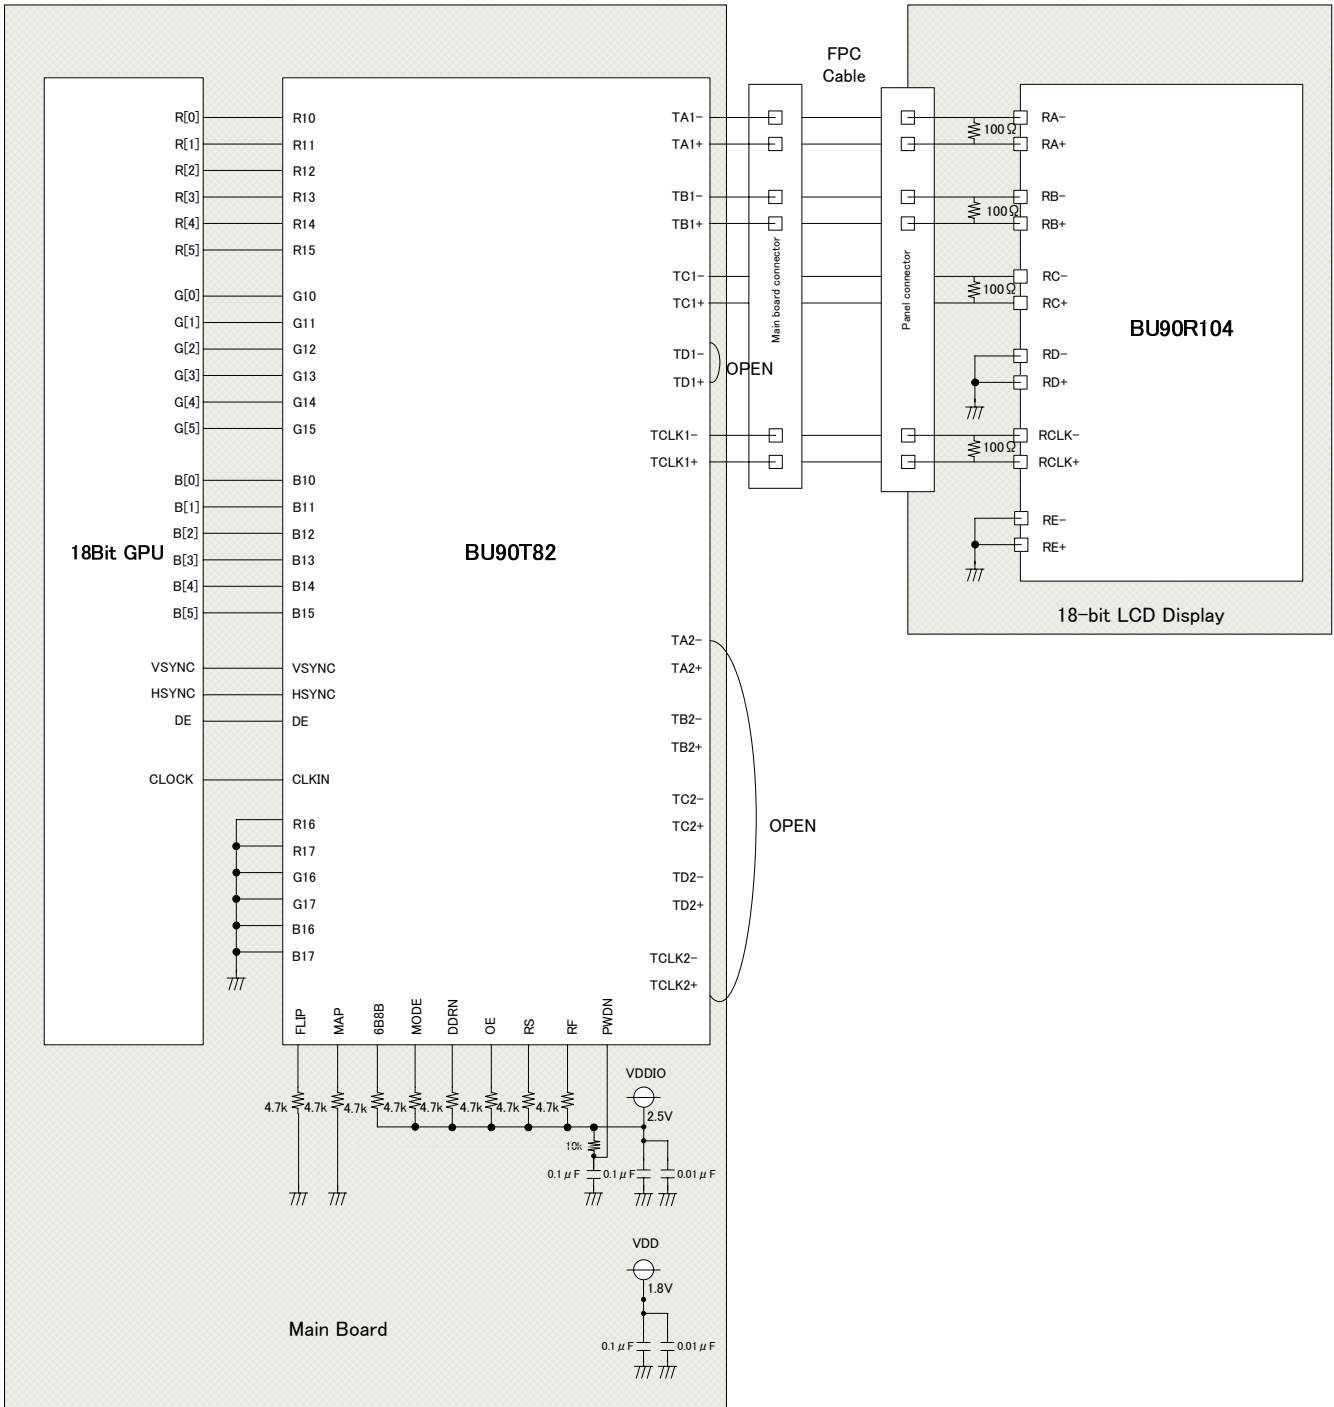 FPC
Cable
R[0] R10 TA1- RA-
100Ω
R[1] R11 TA1+ RA+
R[2] R12
R[3] R13 TB1- RB-
100Ω
R[4] R14 TB1+ RB+
R[5] R15
Main board connector
Panel connector
TC1- RC-
100Ω
G[0] G10
TC1+ RC+
G[1] G11
BU90R104
G[2] G12 TD1- RD-
OPEN
G[3] G13 TD1+ RD+
G[4] G14
G[5] G15 TCLK1- RCLK-
100Ω
TCLK1+ RCLK+
B[0] B10
B[1] B11 RE-
B[2] B12
18Bit GPU BU90T82 RE+
B[3] B13
B[4] B14
B[5] B15
18-bit LCD Display
TA2-
VSYNC VSYNC TA2+
HSYNC HSYNC
DE DE TB2-
TB2+
CLOCK CLKIN
TC2-
R16 TC2+
OPEN
R17
G16 TD2-
G17 TD2+
B16
B17 TCLK2-
TCLK2+
FLIP MAP 6B8B MODE DDRN OE RS RF PWDN
VDDIO
4.7k 4.7k 4.7k 4.7k 4.7k 4.7k 4.7k 4.7k
2.5V
10k
0.1μF 0.1μF 0.01μF
VDD
1.8V
Main Board
0.1μF 0.01μF